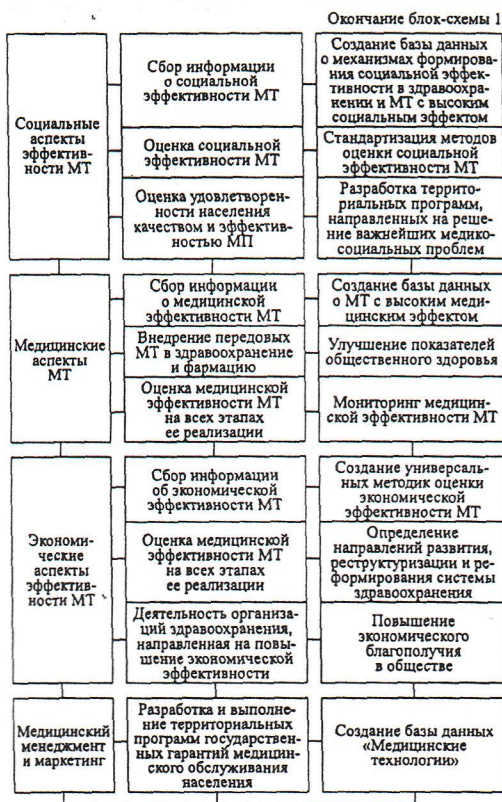 Окончание блок-схемы 1
Социальные
аспекты
эффектив-
ности МТ
Сбор информации
о социальной
эффективности МТ
Создание базы данных
о механизмах формирова-
ния социальной эффек-
тивности в здравоохра-
нении и МТ с высоким
социальным эффектом
Оценка социальной
эффективности МТ
Стандартизация методов
оценки социальной
эффективности МТ
Оценка удовлетворен-
ности населения
качеством и эффектив-
ностью МП
Разработка террито-
риальных программ,
направленных на реше-
ние важнейших медико-
социальных проблем
Медицинские
аспекты
МТ
Сбор информации
о медицинской
эффективности МТ
Создание базы данных
о МТ с высоким меди-
цинским эффектом
Внедрение передовых
МТ в здравоохранение
и фармацию
Улучшение показателей
общественного здоровья
Оценка медицинской
эффективности МТ
на всех этапах
ее реализации
Мониторинг медицин-
ской эффективности МТ
Экономи-
ческие
аспекты
эффектив-
ности МТ
Сбор информации
об экономической
эффективности МТ
Создание универсаль-
ных методик оценки
экономической
эффективности МТ
Оценка медицинской
эффективности МТ
на всех этапах
ее реализации
Определение
направлений развития,
реструктуризации и ре-
формирования системы
здравоохранения
Деятельность организа-
ций здравоохранения,
направленная на повы-
шение экономической
эффективности
Повышение
экономического
благополучия
в обществе
Медицинский
менеджмент
и маркетинг
Разработка и выполне-
ние территориальных
программ государствен-
ных гарантий медицин-
ского обслуживания
населения
Создание базы данных
«Медицинские
технологии»